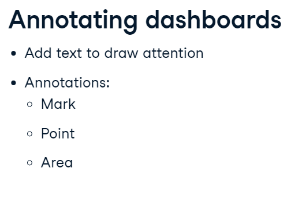 Annotating dashboards
• Add text to draw attention
• Annotations:
○ Mark
○ Point
○ Area